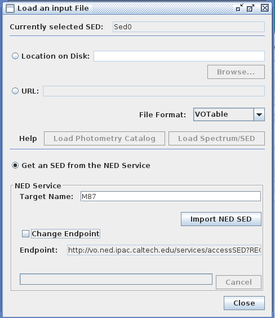 Load an input File
Currently selected SED: Sed0
Location on Disk:
Browse...
URL:
File Format: VOTable
Help Load Photometry Catalog Load Spectrum/SED
Get an SED from the NED Service
NED Service
Target Name: M87
Import NED SED
Change Endpoint
Endpoint: http://vo.ned.ipac.caltech.edu/services/accessSED?REQ
Cancel
Close